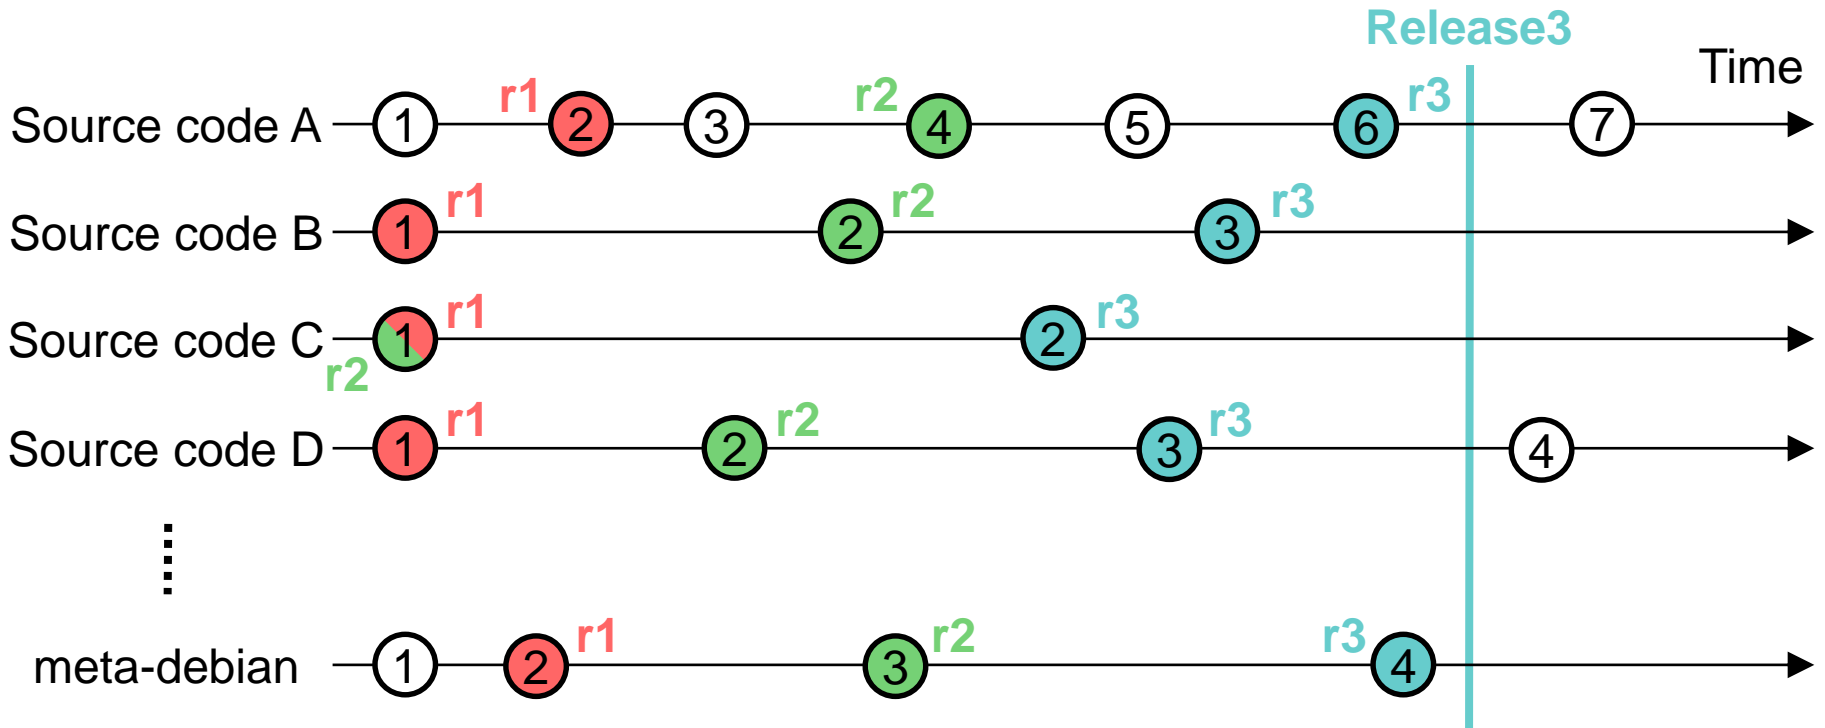 Release3
Time
Source code A 1 r1 2 3 r2 4 5 6 r3 7
Source code B 1 r1 2 r2 3 r3
Source code C 1 r1 r2 2 r3
Source code D 1 r1 2 r2 3 r3 4
meta-debian 1 2 r1 3 r2 r3 4